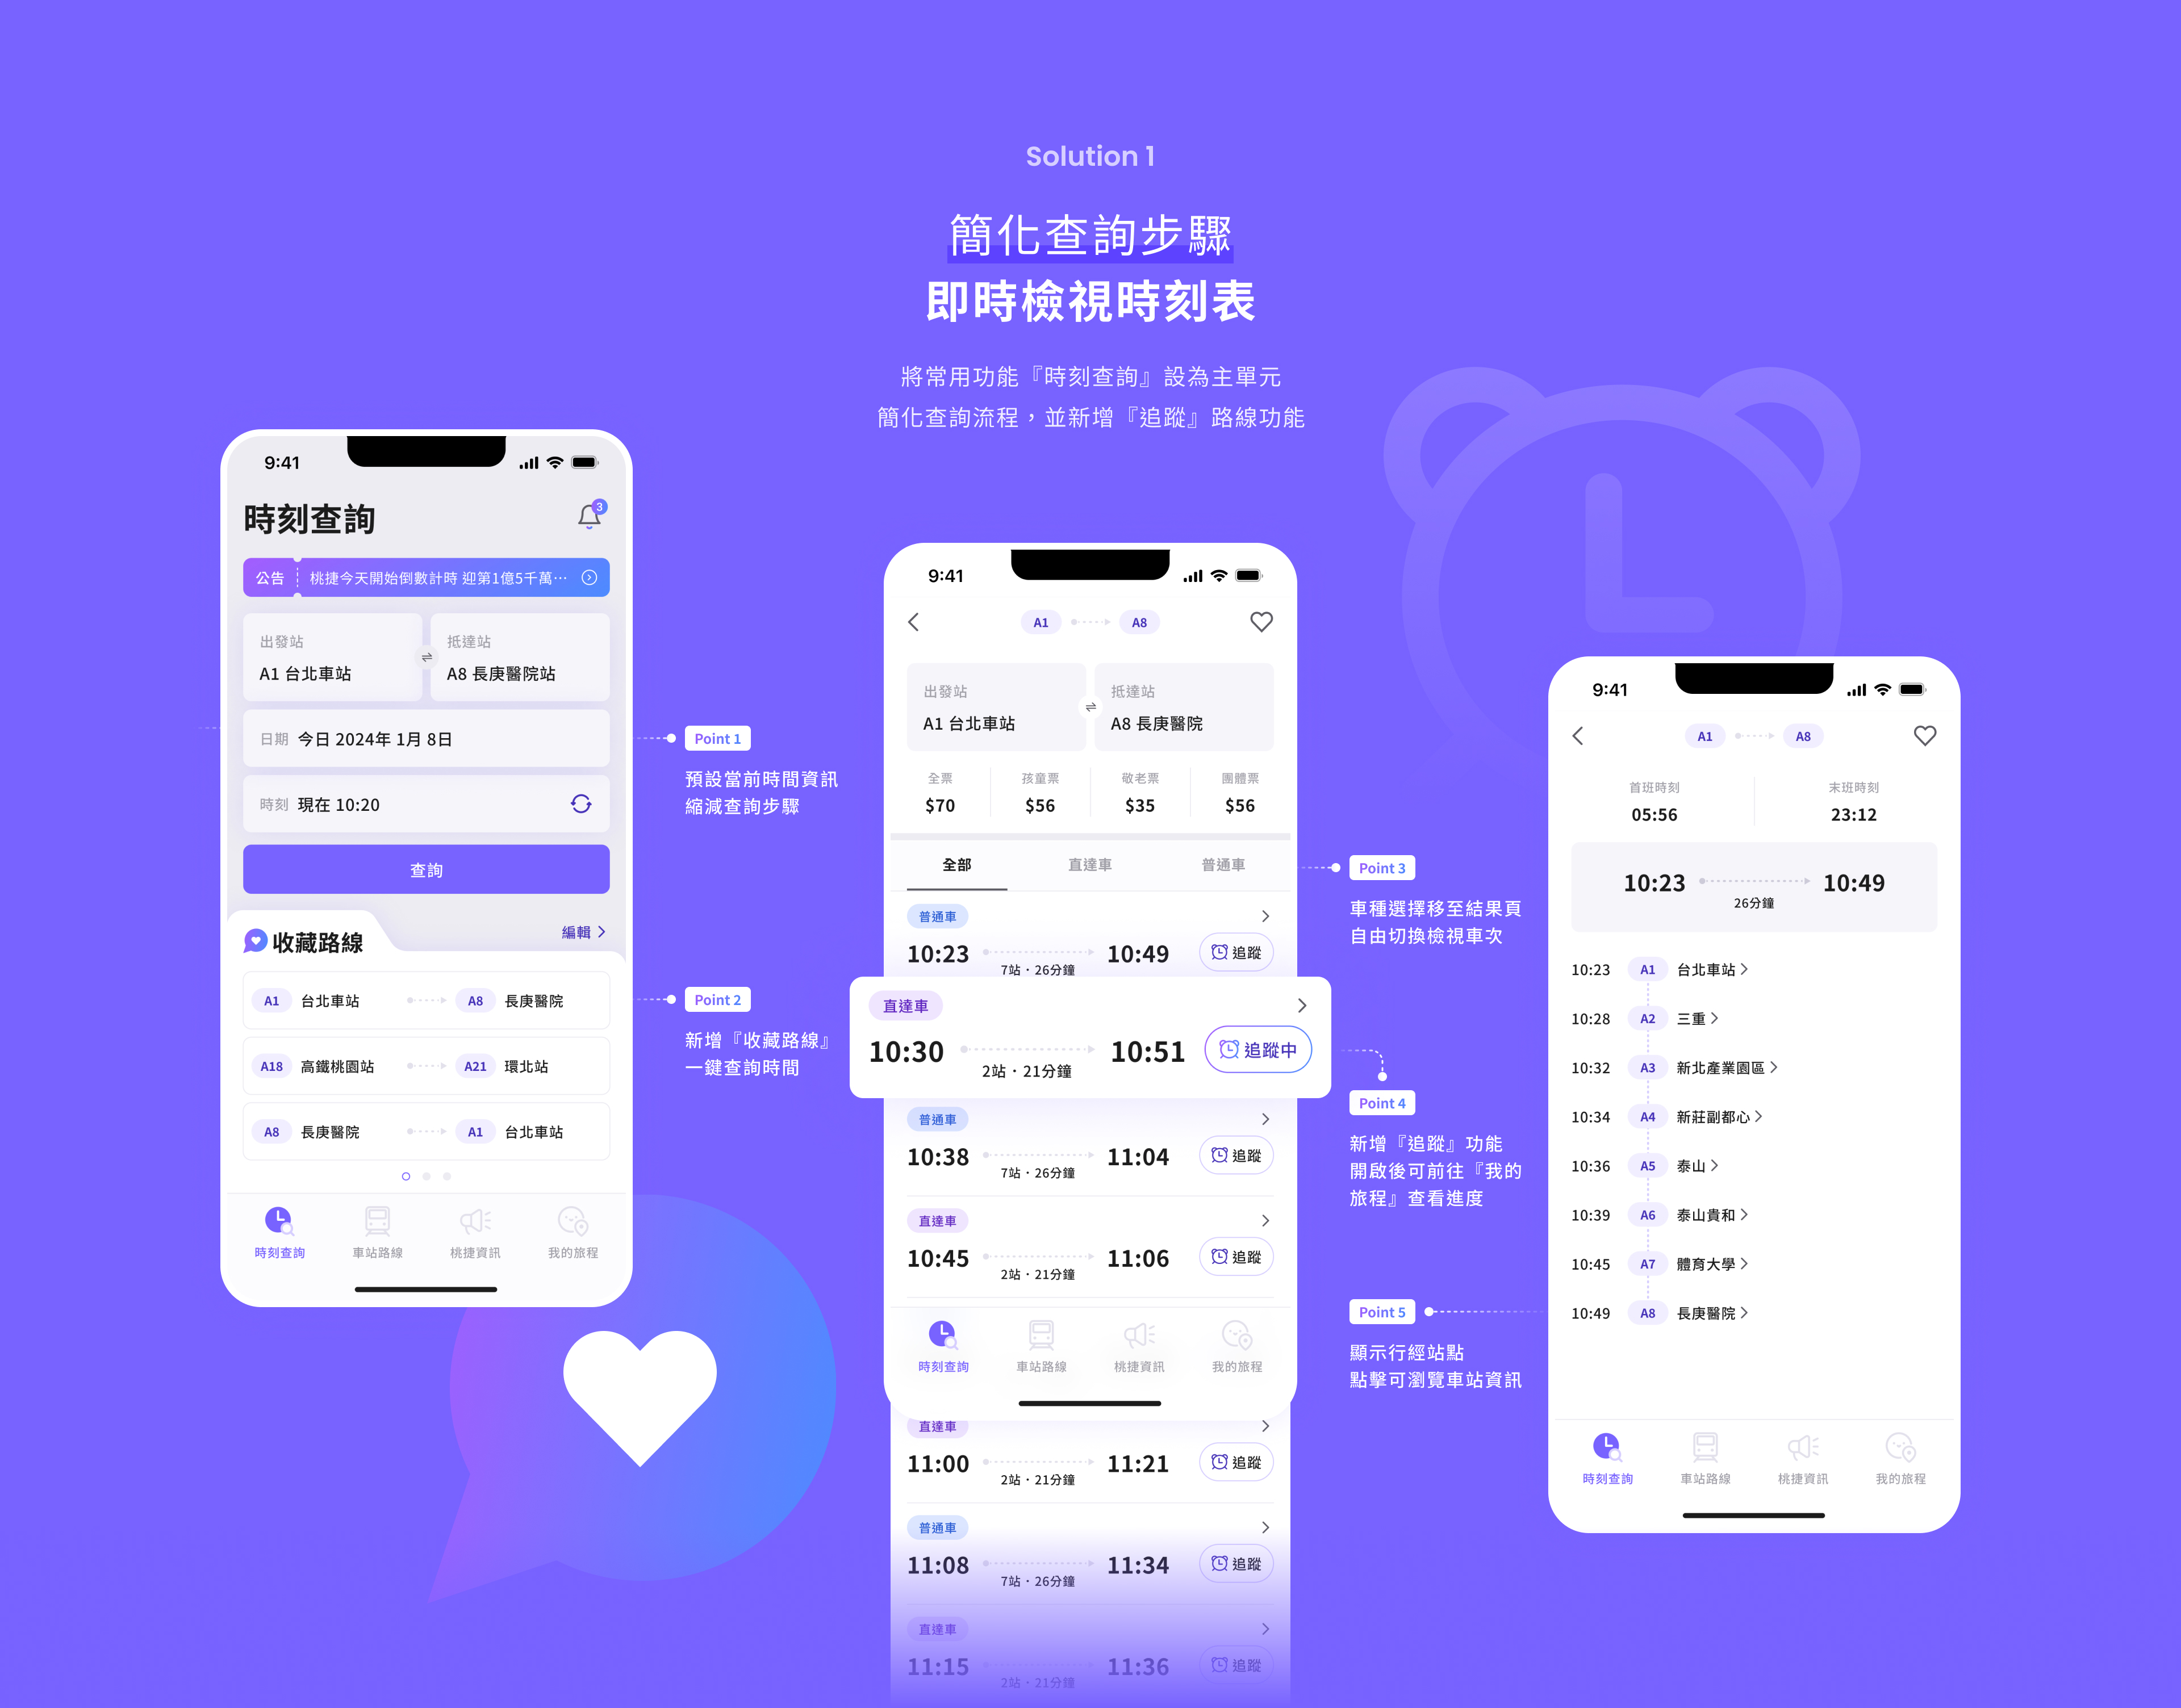 Solution 1
簡化查詢步驟
即時檢視時刻表
將常用功能『時刻查詢』設為主單元
簡化查詢流程，並新增『追蹤』路線功能
9:41
時刻查詢
3
公告 桃捷今天開始倒數計時 迎第1億5千萬…
出發站 抵達站
A1 台北車站 A8 長庚醫院站
日期 今日 2024年 1月 8日
時刻 現在 10:20
查詢
收藏路線 編輯
A1 台北車站 A8 長庚醫院
A18 高鐵桃園站 A21 環北站
A8 長庚醫院 A1 台北車站
時刻查詢 車站路線 桃捷資訊 我的旅程
Point 1
預設當前時間資訊
縮減查詢步驟
Point 2
新增『收藏路線』
一鍵查詢時間
9:41
A1 A8
出發站 抵達站
A1 台北車站 A8 長庚醫院
全票 孩童票 敬老票 團體票
$70 $56 $35 $56
全部 直達車 普通車
普通車
10:23 10:49 追蹤
7站・26分鐘
直達車
10:30 10:51 追蹤中
2站・21分鐘
普通車
10:38 11:04 追蹤
7站・26分鐘
直達車
10:45 11:06 追蹤
2站・21分鐘
時刻查詢 車站路線 桃捷資訊 我的旅程
直達車
11:00 11:21 追蹤
2站・21分鐘
普通車
11:08 11:34 追蹤
7站・26分鐘
直達車
11:15 11:36 追蹤
2站・21分鐘
Point 3
車種選擇移至結果頁
自由切換檢視車次
Point 4
新增『追蹤』功能
開啟後可前往『我的
旅程』查看進度
Point 5
顯示行經站點
點擊可瀏覽車站資訊
9:41
A1 A8
首班時刻 末班時刻
05:56 23:12
10:23 10:49
26分鐘
10:23 A1 台北車站
10:28 A2 三重
10:32 A3 新北產業園區
10:34 A4 新莊副都心
10:36 A5 泰山
10:39 A6 泰山貴和
10:45 A7 體育大學
10:49 A8 長庚醫院
時刻查詢 車站路線 桃捷資訊 我的旅程